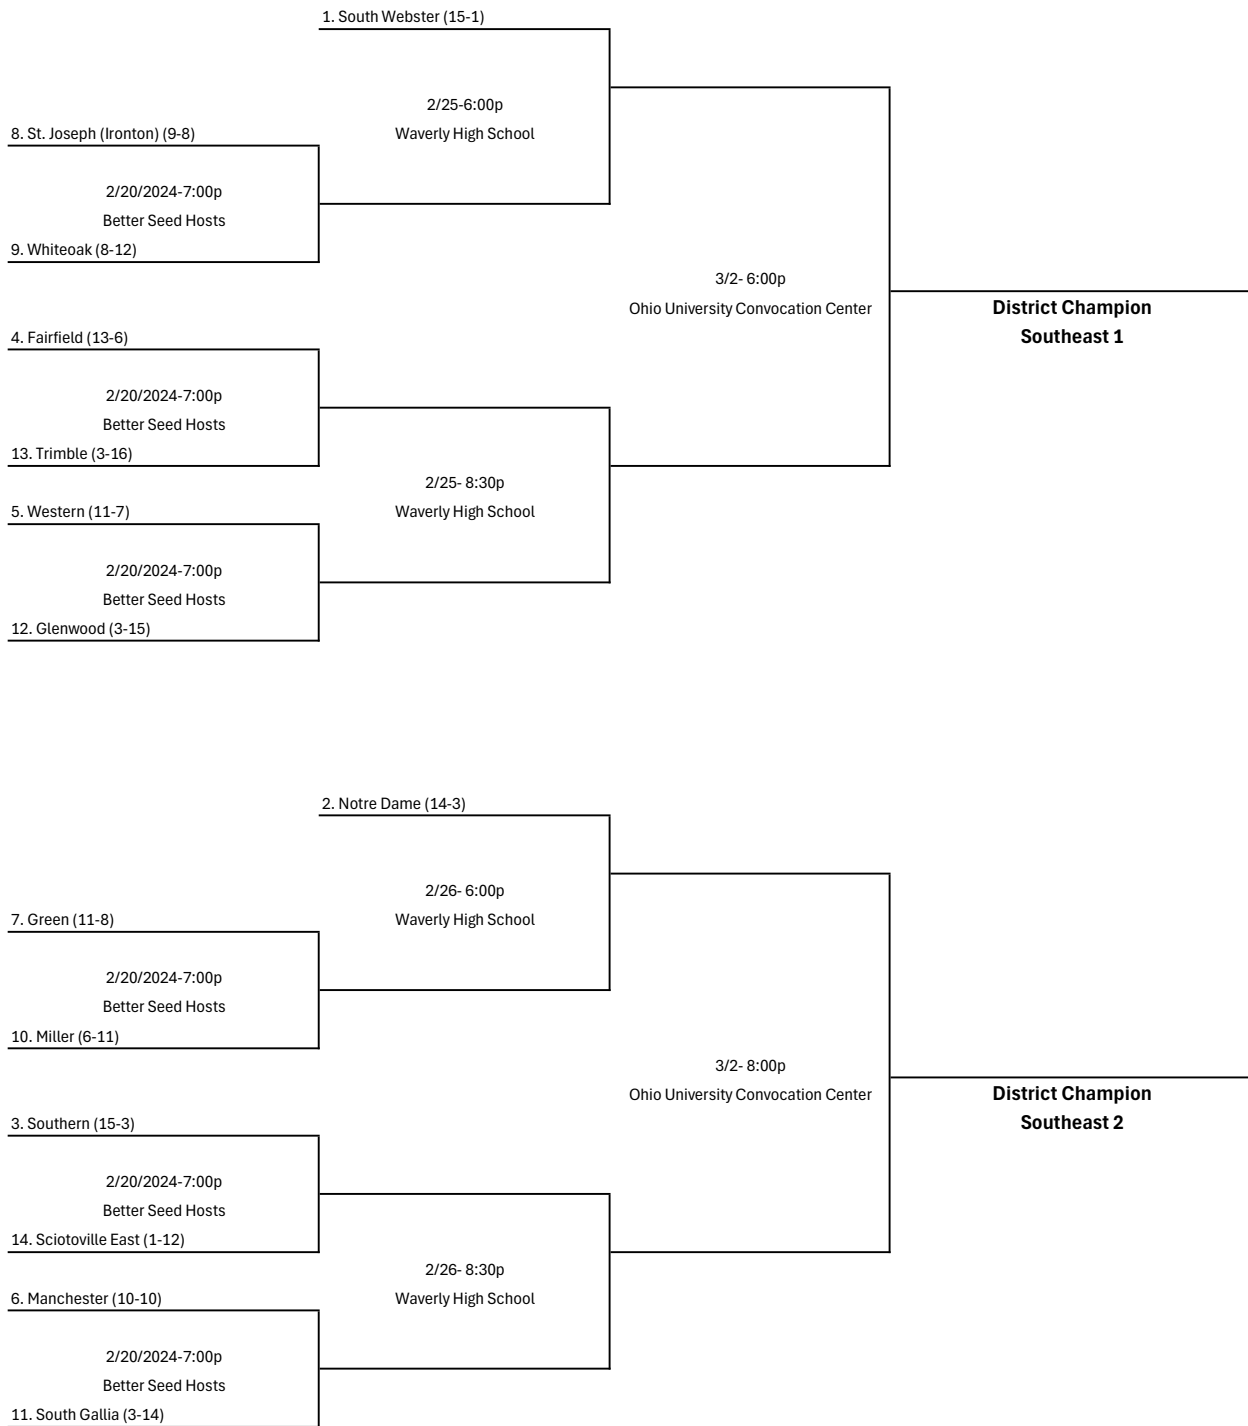 1. South Webster (15-1)
2/25-6:00p
Waverly High School
8. St. Joseph (Ironton) (9-8)
2/20/2024-7:00p
Better Seed Hosts
9. Whiteoak (8-12)
3/2- 6:00p
Ohio University Convocation Center
District Champion
Southeast 1
4. Fairfield (13-6)
2/20/2024-7:00p
Better Seed Hosts
13. Trimble (3-16)
2/25- 8:30p
Waverly High School
5. Western (11-7)
2/20/2024-7:00p
Better Seed Hosts
12. Glenwood (3-15)
2. Notre Dame (14-3)
2/26- 6:00p
Waverly High School
7. Green (11-8)
2/20/2024-7:00p
Better Seed Hosts
10. Miller (6-11)
3/2- 8:00p
Ohio University Convocation Center
District Champion
Southeast 2
3. Southern (15-3)
2/20/2024-7:00p
Better Seed Hosts
14. Sciotoville East (1-12)
2/26- 8:30p
Waverly High School
6. Manchester (10-10)
2/20/2024-7:00p
Better Seed Hosts
11. South Gallia (3-14)